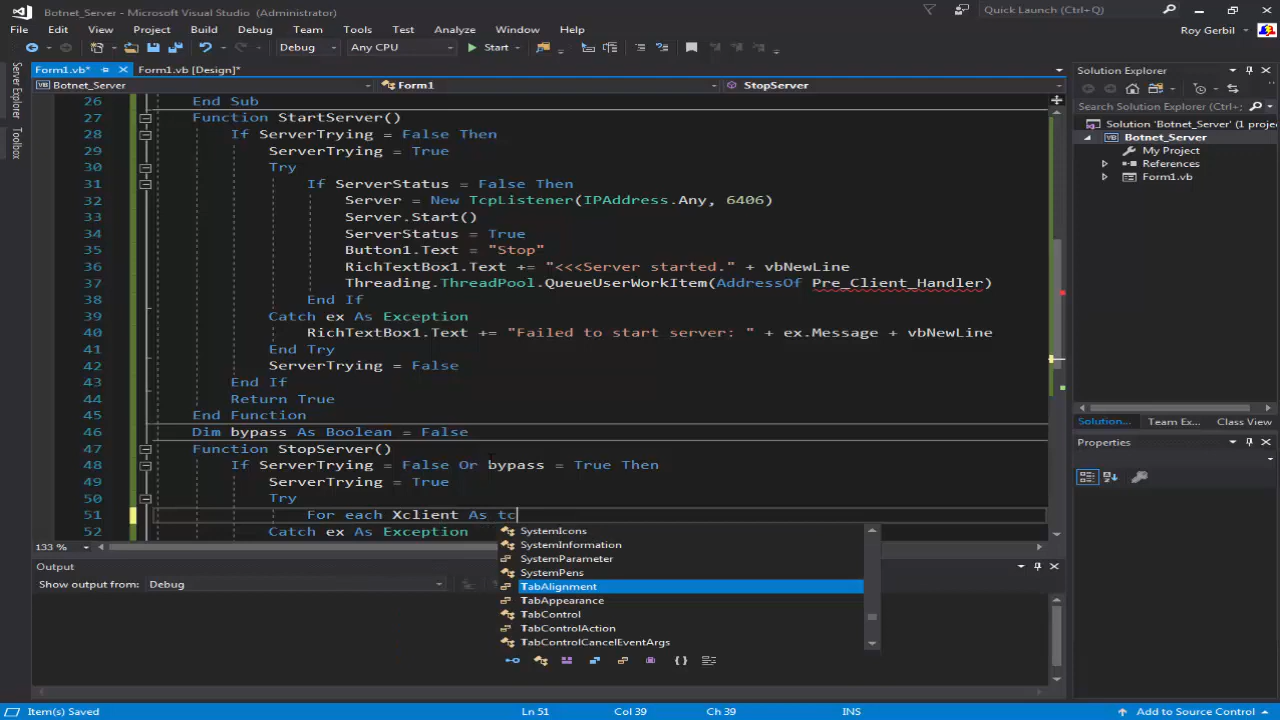 Botnet_Server - Microsoft Visual Studio (Administrator)
Quick Launch (Ctrl+Q)
File Edit View Project Build Debug Team Tools Test Analyze Window Help
Roy Gerbil
Debug Any CPU Start
Form1.vb* Form1.vb [Design]*
Botnet_Server Form1 StopServer
Server Explorer
Toolbox
26 End Sub
27 Function StartServer()
28 If ServerTrying = False Then
29 ServerTrying = True
30 Try
31 If ServerStatus = False Then
32 Server = New TcpListener(IPAddress.Any, 6406)
33 Server.Start()
34 ServerStatus = True
35 Button1.Text = "Stop"
36 RichTextBox1.Text += "<<<Server started." + vbNewLine
37 Threading.ThreadPool.QueueUserWorkItem(AddressOf Pre_Client_Handler)
38 End If
39 Catch ex As Exception
40 RichTextBox1.Text += "Failed to start server: " + ex.Message + vbNewLine
41 End Try
42 ServerTrying = False
43 End If
44 Return True
45 End Function
46 Dim bypass As Boolean = False
47 Function StopServer()
48 If ServerTrying = False Or bypass = True Then
49 ServerTrying = True
50 Try
51 For each Xclient As tc
52 Catch ex As Exception
SystemIcons
SystemInformation
SystemParameter
SystemPens
TabAlignment
TabAppearance
TabControl
TabControlAction
TabControlCancelEventArgs
133 %
Output
Show output from: Debug
Solution Explorer
Search Solution Explorer (Ctrl+;
Solution 'Botnet_Server' (1 projec
Botnet_Server
My Project
References
Form1.vb
Solution... Team Ex... Class View
Properties
Item(s) Saved
Ln 51 Col 39 Ch 39 INS
Add to Source Control